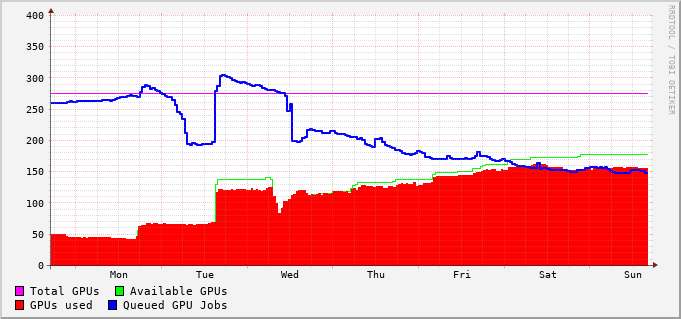 RRDTOOL / TOBI OETIKER
400
350
300
250
200
150
100
50
0
Mon Tue Wed Thu Fri Sat Sun
Total GPUs Available GPUs
GPUs used Queued GPU Jobs